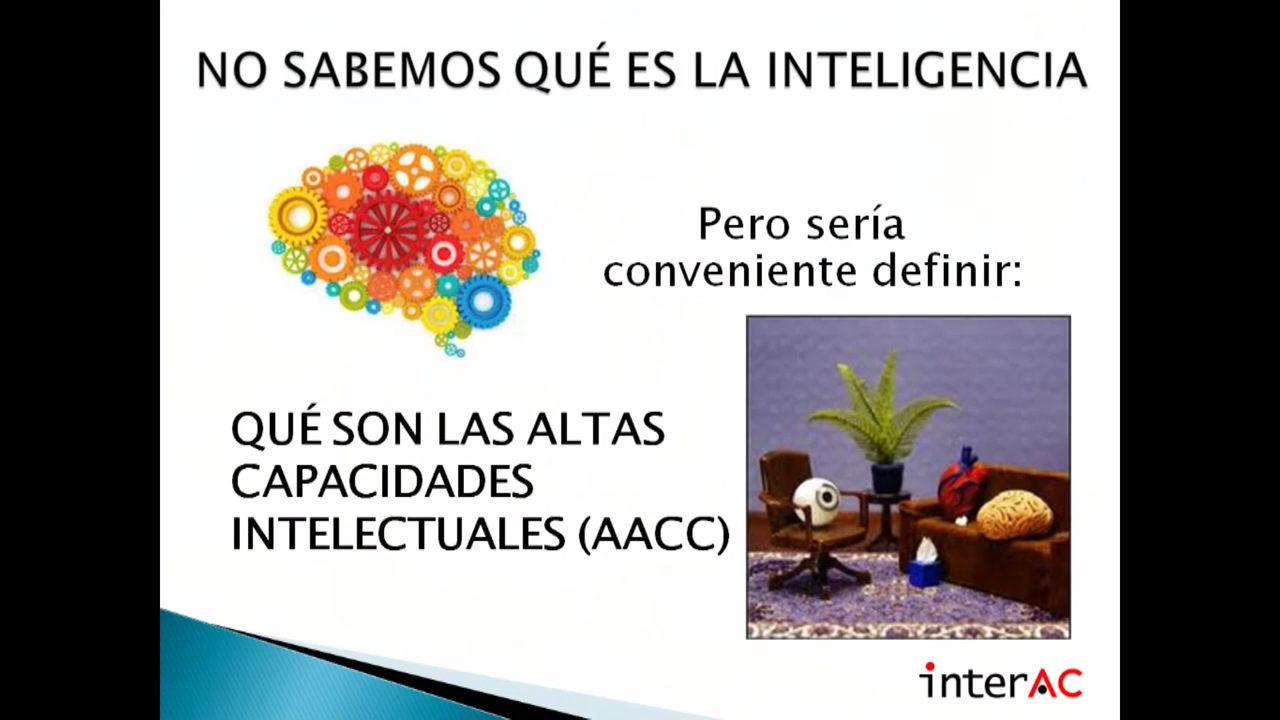 NO SABEMOS QUÉ ES LA INTELIGENCIA
Pero sería
conveniente definir:
QUÉ SON LAS ALTAS
CAPACIDADES
INTELECTUALES (AACC)
interAC